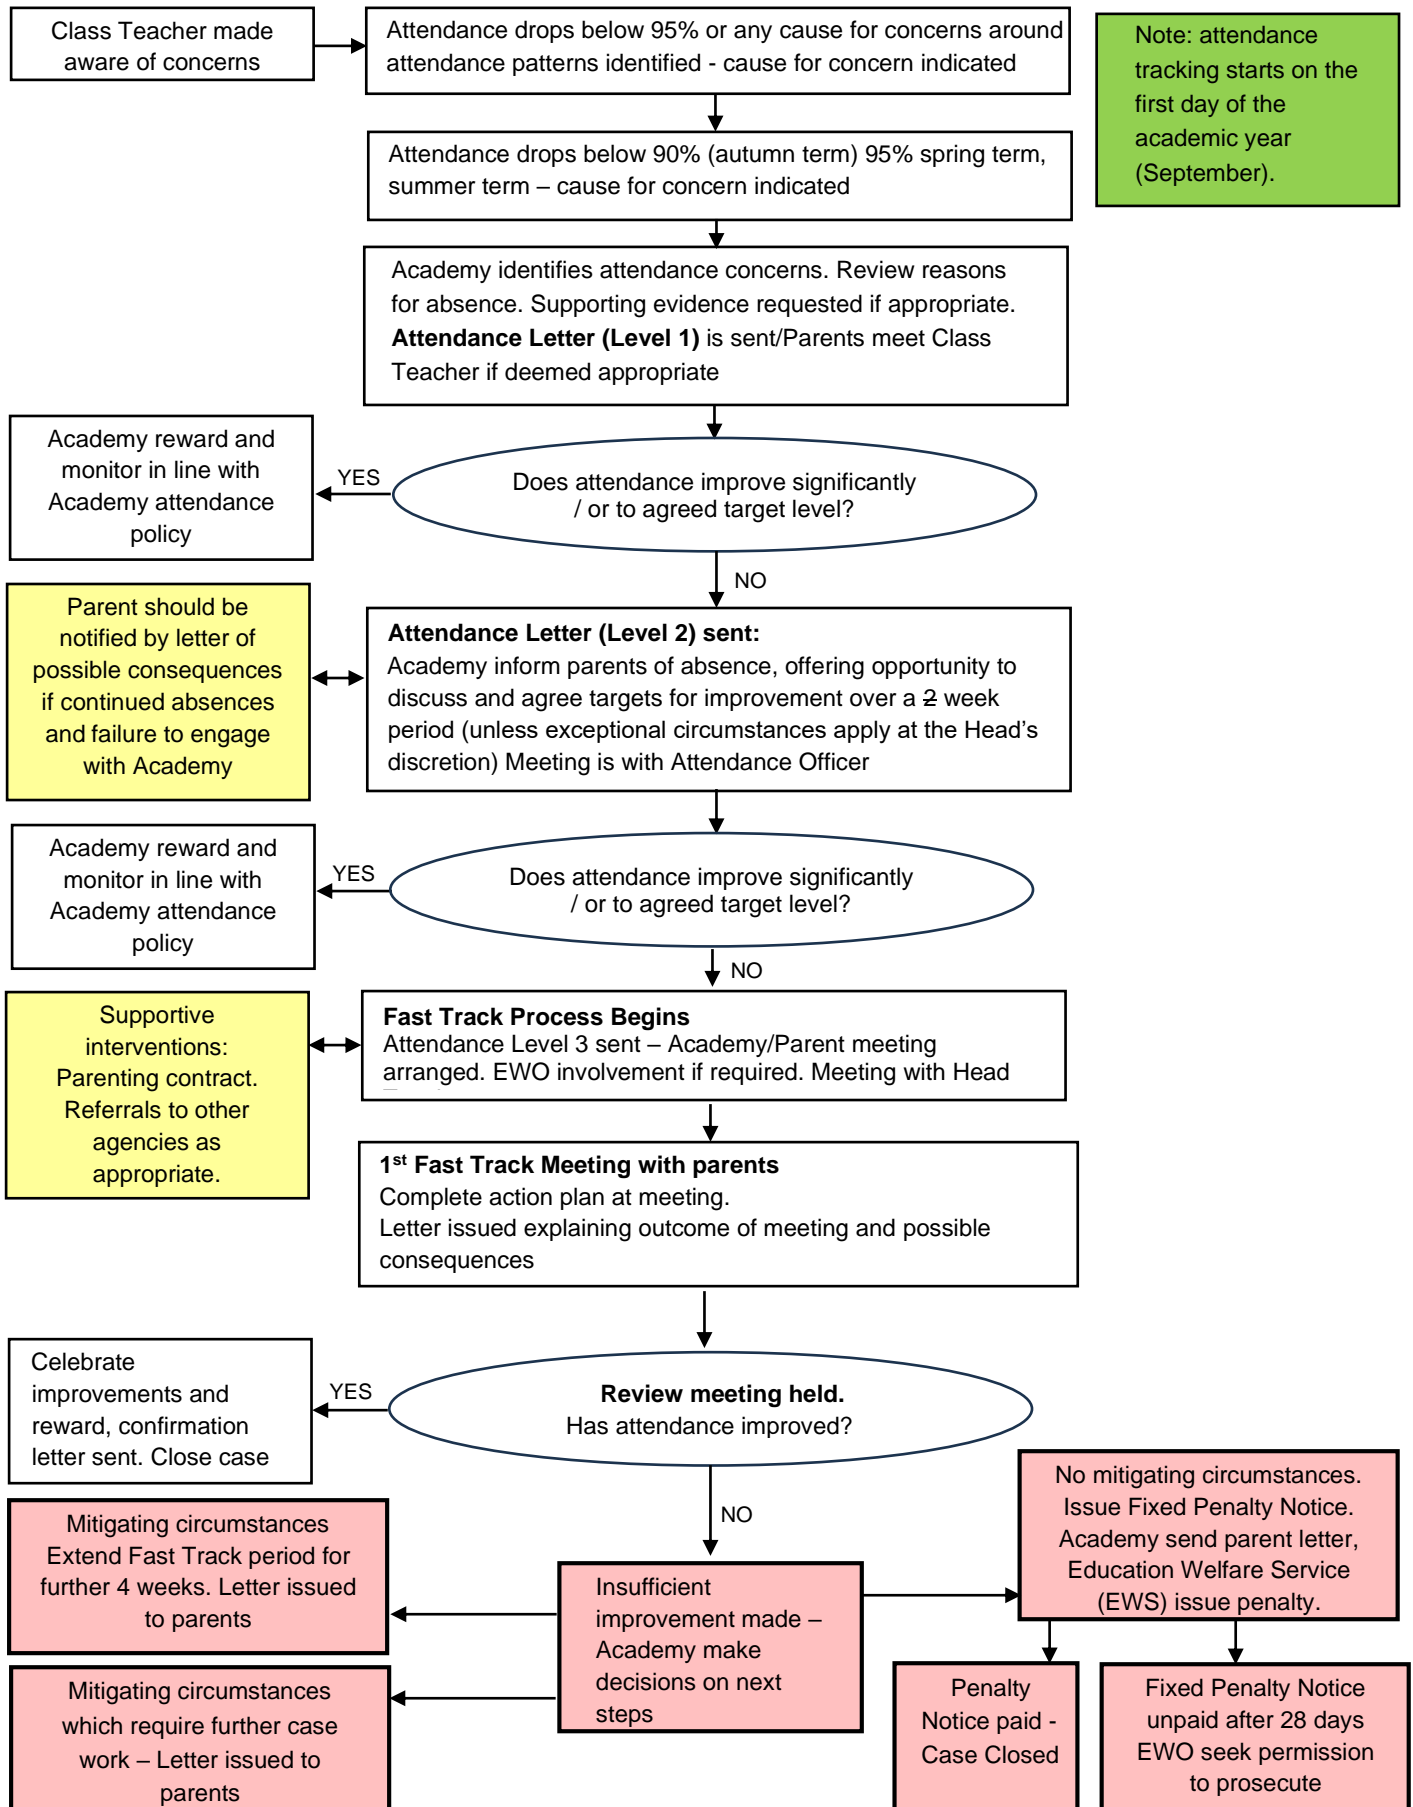 Class Teacher made
aware of concerns
Attendance drops below 95% or any cause for concerns around
attendance patterns identified - cause for concern indicated
Note: attendance
tracking starts on the
first day of the
academic year
(September).
Attendance drops below 90% (autumn term) 95% spring term,
summer term – cause for concern indicated
Academy identifies attendance concerns. Review reasons
for absence. Supporting evidence requested if appropriate.
Attendance Letter (Level 1) is sent/Parents meet Class
Teacher if deemed appropriate
Academy reward and
monitor in line with
Academy attendance
policy
YES
Does attendance improve significantly
/ or to agreed target level?
NO
Parent should be
notified by letter of
possible consequences
if continued absences
and failure to engage
with Academy
Attendance Letter (Level 2) sent:
Academy inform parents of absence, offering opportunity to
discuss and agree targets for improvement over a 2 week
period (unless exceptional circumstances apply at the Head’s
discretion) Meeting is with Attendance Officer
Academy reward and
monitor in line with
Academy attendance
policy
YES
Does attendance improve significantly
/ or to agreed target level?
NO
Supportive
interventions:
Parenting contract.
Referrals to other
agencies as
appropriate.
Fast Track Process Begins
Attendance Level 3 sent – Academy/Parent meeting
arranged. EWO involvement if required. Meeting with Head
1st Fast Track Meeting with parents
Complete action plan at meeting.
Letter issued explaining outcome of meeting and possible
consequences
Celebrate
improvements and
reward, confirmation
letter sent. Close case
YES
Review meeting held.
Has attendance improved?
NO
Mitigating circumstances
Extend Fast Track period for
further 4 weeks. Letter issued
to parents
Mitigating circumstances
which require further case
work – Letter issued to
parents
Insufficient
improvement made –
Academy make
decisions on next
steps
No mitigating circumstances.
Issue Fixed Penalty Notice.
Academy send parent letter,
Education Welfare Service
(EWS) issue penalty.
Penalty
Notice paid -
Case Closed
Fixed Penalty Notice
unpaid after 28 days
EWO seek permission
to prosecute